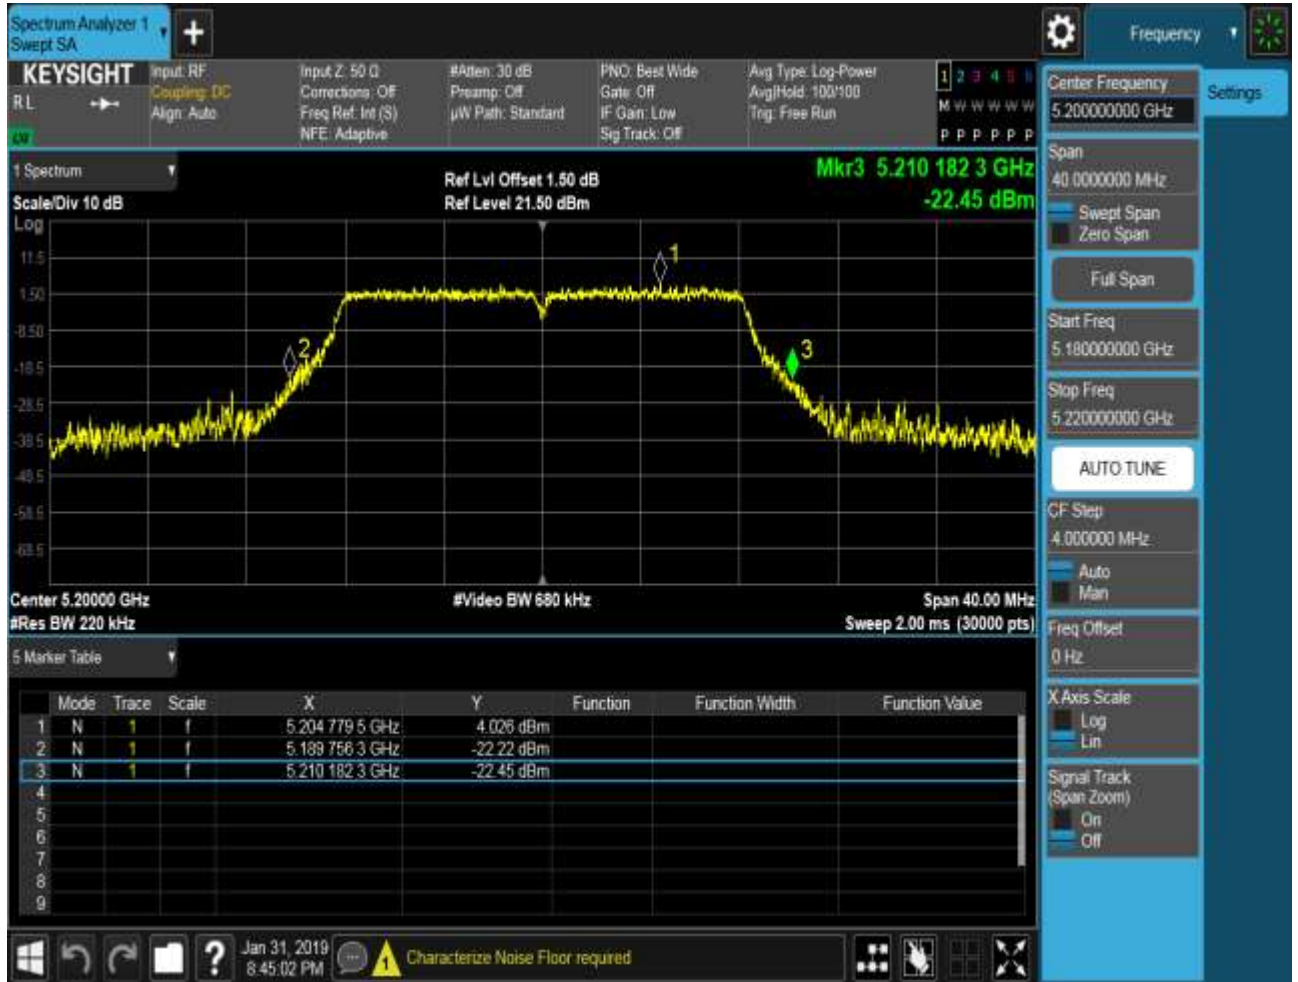 Spectrum Analyzer 1
Swept SA
Frequency
KEYSIGHT
RL
Input: RF
Coupling: DC
Align: Auto
Input Z: 50 Ω
Corrections: Off
Freq Ref: Int (S)
NFE: Adaptive
#Atten: 30 dB
Preamp: Off
µW Path: Standard
PNO: Best Wide
Gate: Off
IF Gain: Low
Sig Track: Off
Avg Type: Log-Power
Avg|Hold: 100/100
Trig: Free Run
1 2 3 4 5 6
M W W W W W
P P P P P P
1 Spectrum
Scale/Div 10 dB
Ref Lvl Offset 1.50 dB
Ref Level 21.50 dBm
Mkr3 5.210 182 3 GHz
-22.45 dBm
Log
11.5
1.50
-8.50
-18.5
-28.5
-38.5
-48.5
-58.5
-68.5
1
2
3
Center 5.20000 GHz
#Res BW 220 kHz
#Video BW 680 kHz
Span 40.00 MHz
Sweep 2.00 ms (30000 pts)
5 Marker Table
Mode Trace Scale X Y Function Function Width Function Value
1 N 1 f 5.204 779 5 GHz 4.026 dBm
2 N 1 f 5.189 756 3 GHz -22.22 dBm
3 N 1 f 5.210 182 3 GHz -22.45 dBm
4
5
6
7
8
9
Center Frequency
5.200000000 GHz
Settings
Span
40.0000000 MHz
Swept Span
Zero Span
Full Span
Start Freq
5.180000000 GHz
Stop Freq
5.220000000 GHz
AUTO TUNE
CF Step
4.000000 MHz
Auto
Man
Freq Offset
0 Hz
X Axis Scale
Log
Lin
Signal Track
(Span Zoom)
On
Off
?
Jan 31, 2019
8:45:02 PM
1
Characterize Noise Floor required